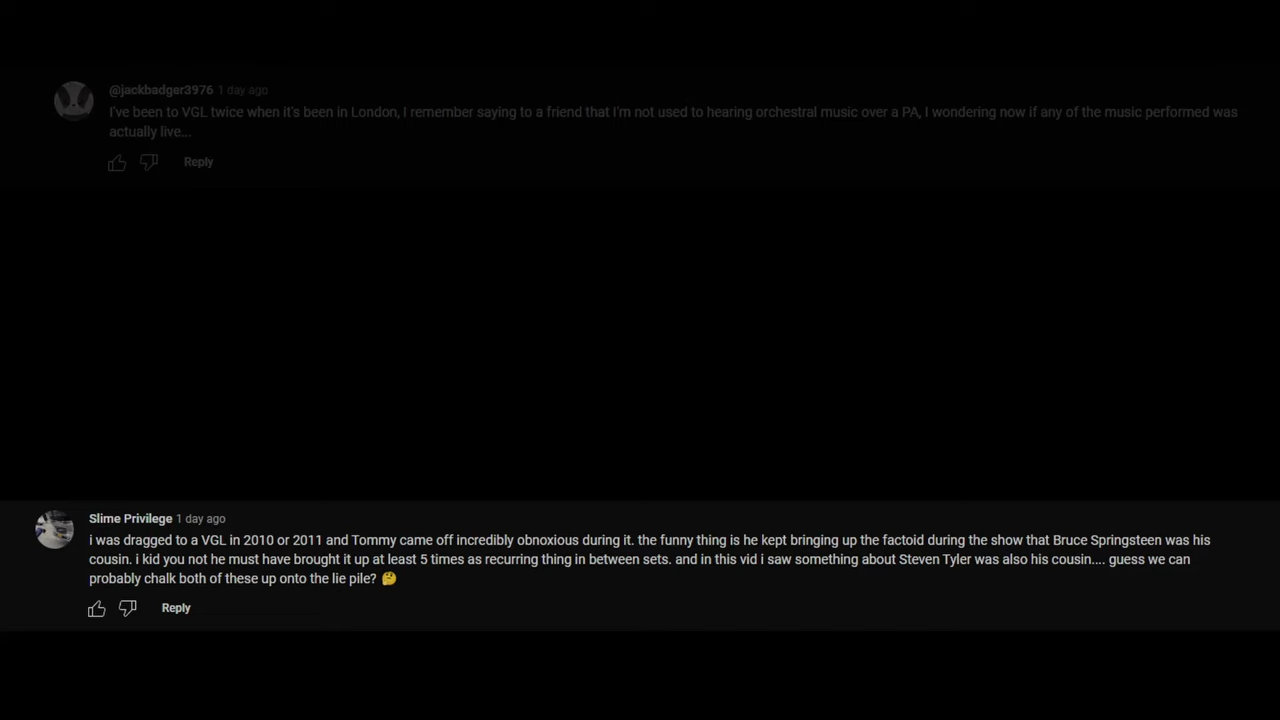 @jackbadger3976 1 day ago
I've been to VGL twice when it's been in London, I remember saying to a friend that I'm not used to hearing orchestral music over a PA, I wondering now if any of the music performed was
actually live...
Reply
Slime Privilege 1 day ago
i was dragged to a VGL in 2010 or 2011 and Tommy came off incredibly obnoxious during it. the funny thing is he kept bringing up the factoid during the show that Bruce Springsteen was his
cousin. i kid you not he must have brought it up at least 5 times as recurring thing in between sets. and in this vid i saw something about Steven Tyler was also his cousin.... guess we can
probably chalk both of these up onto the lie pile? 🤔
Reply